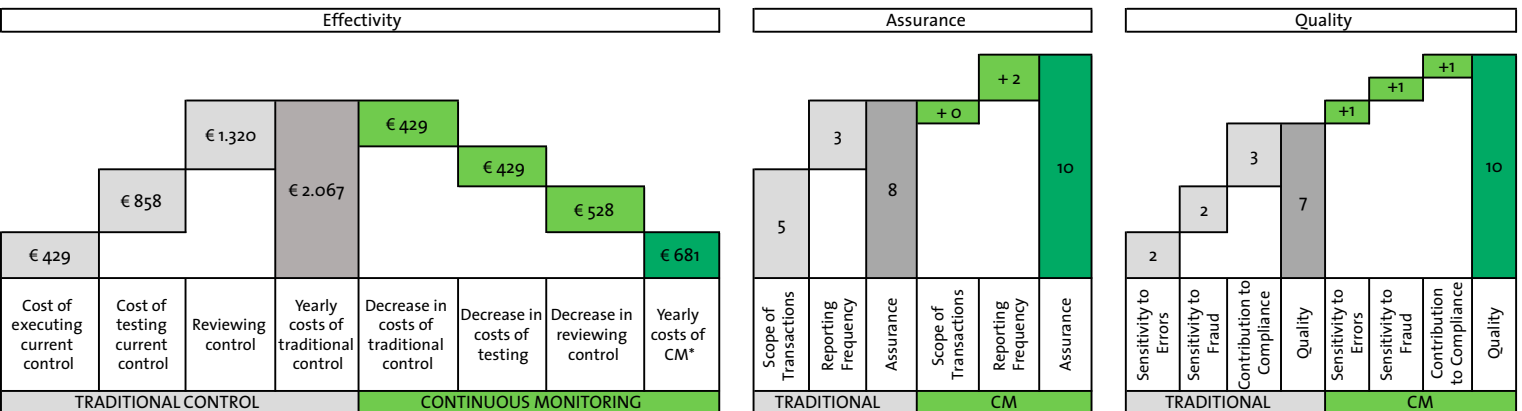 Effectivity
€ 429
€ 858
€ 1.320
€ 2.067
€ 429
€ 429
€ 528
€ 681
Cost of
executing
current
control
Cost of
testing
current
control
Reviewing
control
Yearly
costs of
traditional
control
Decrease in
costs of
traditional
control
Decrease in
costs of
testing
Decrease in
reviewing
control
Yearly
costs of
CM*
TRADITIONAL CONTROL
CONTINUOUS MONITORING
Assurance
5
3
8
+ 0
+ 2
10
Scope of
Transactions
Reporting
Frequency
Assurance
Scope of
Transactions
Reporting
Frequency
Assurance
TRADITIONAL
CM
Quality
2
2
3
7
+1
+1
+1
10
Sensitivity to
Errors
Sensitivity to
Fraud
Contribution to
Compliance
Quality
Sensitivity to
Errors
Sensitivity to
Fraud
Contribution
to Compliance
Quality
TRADITIONAL
CM